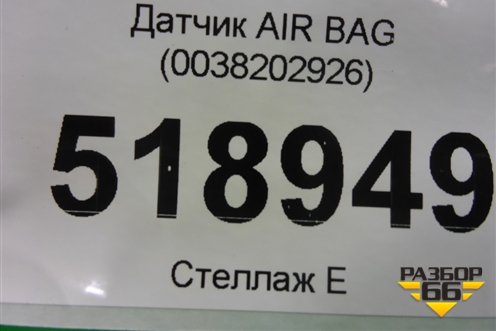 Датчик AIR BAG
(0038202926)
518949
Стеллаж Е
РАЗБОР
66